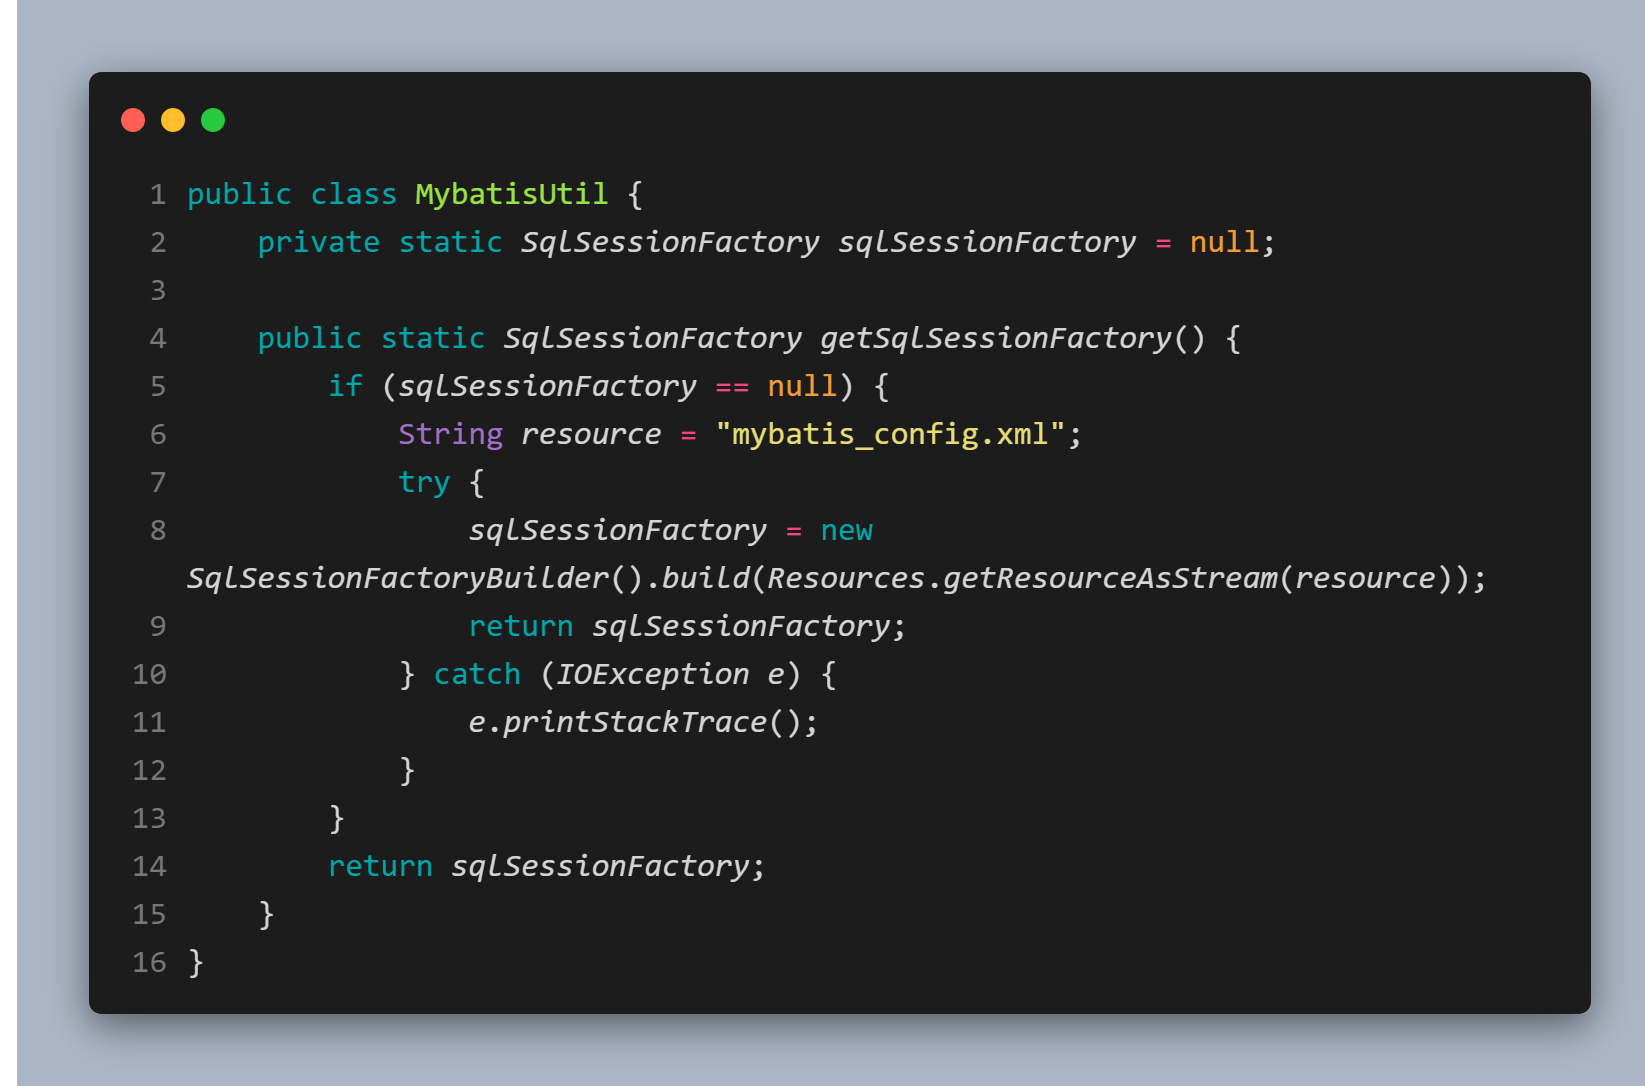 1 public class MybatisUtil {
2     private static SqlSessionFactory sqlSessionFactory = null;
3
4     public static SqlSessionFactory getSqlSessionFactory() {
5         if (sqlSessionFactory == null) {
6             String resource = "mybatis_config.xml";
7             try {
8                 sqlSessionFactory = new
SqlSessionFactoryBuilder().build(Resources.getResourceAsStream(resource));
9                 return sqlSessionFactory;
10             } catch (IOException e) {
11                 e.printStackTrace();
12             }
13         }
14         return sqlSessionFactory;
15     }
16 }